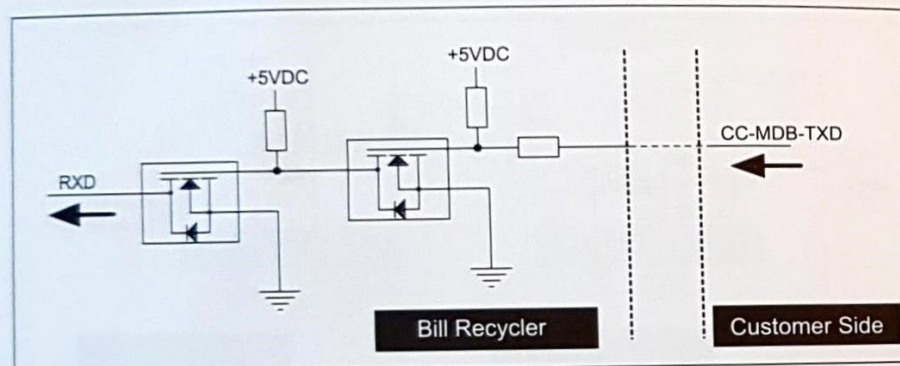 +5VDC
+5VDC
CC-MDB-TXD
RXD
Bill Recycler
Customer Side